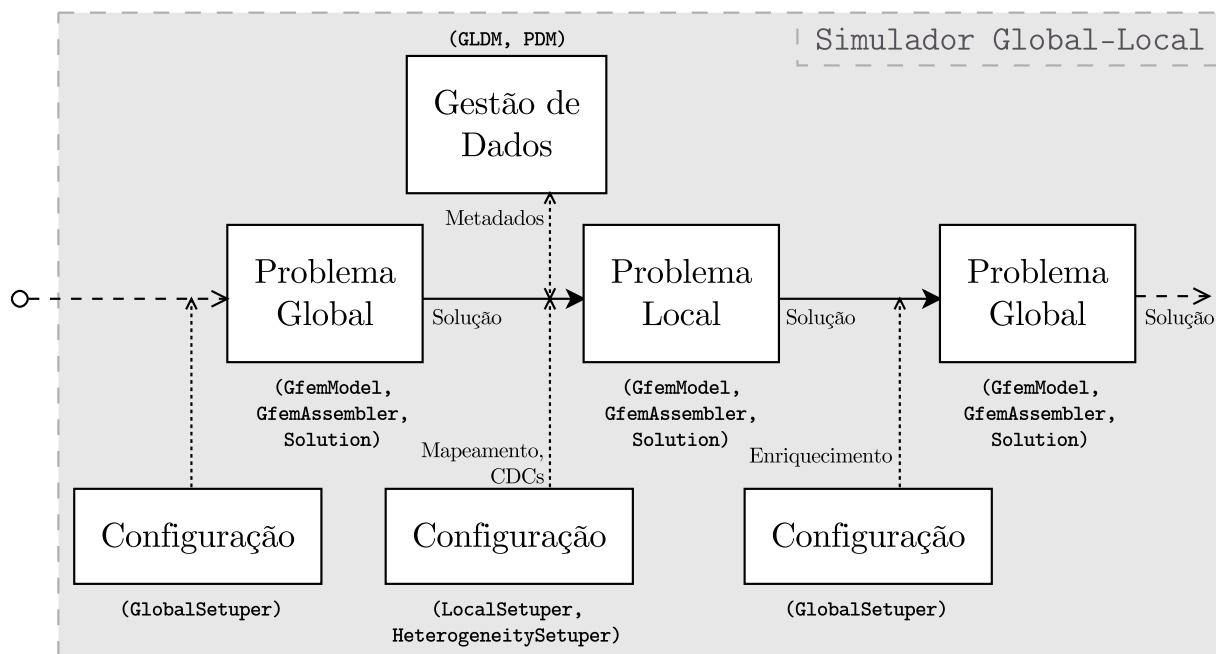 Simulador Global-Local
(GLDM, PDM)
Gestão de
Dados
Metadados
Problema
Global
Solução
Problema
Local
Solução
Problema
Global
Solução
(GfemModel,
GfemAssembler,
Solution)
(GfemModel,
GfemAssembler,
Solution)
(GfemModel,
GfemAssembler,
Solution)
Mapeamento,
CDCs
Enriquecimento
Configuração
Configuração
Configuração
(GlobalSetuper)
(LocalSetuper,
HeterogeneitySetuper)
(GlobalSetuper)